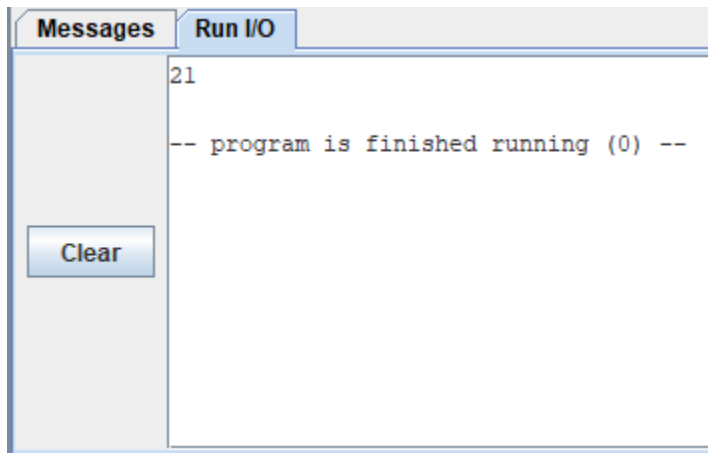 Messages Run I/O
21
-- program is finished running (0) --
Clear